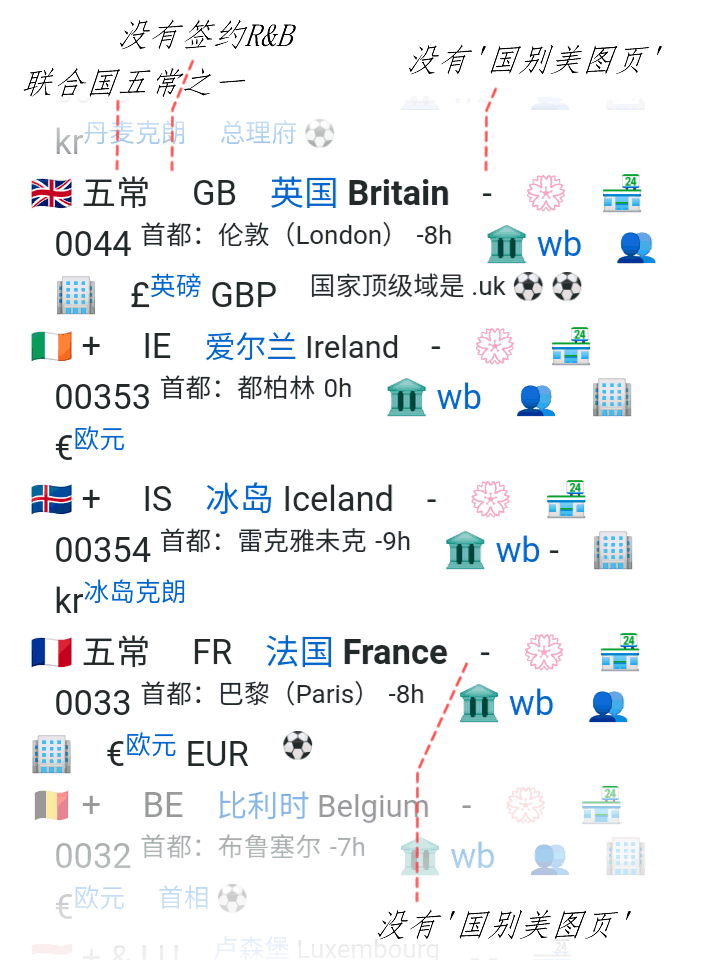 没有签约R&B
联合国五常之一
没有'国别美图页'
kr丹麦克朗 总理府
五常 GB 英国 Britain -
0044 首都：伦敦（London） -8h wb
£英磅 GBP 国家顶级域是 .uk
+ IE 爱尔兰 Ireland -
00353 首都：都柏林 0h wb
€欧元
+ IS 冰岛 Iceland -
00354 首都：雷克雅未克 -9h wb -
kr冰岛克朗
五常 FR 法国 France -
0033 首都：巴黎（Paris） -8h wb
€欧元 EUR
+ BE 比利时 Belgium -
0032 首都：布鲁塞尔 -7h wb
€欧元 首相
没有'国别美图页'
卢森堡 Luxembourg